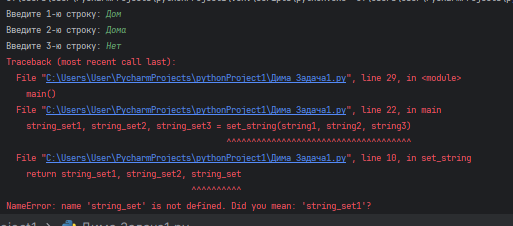 Введите 1-ю строку: Дом
Введите 2-ю строку: Дома
Введите 3-ю строку: Нет
Traceback (most recent call last):
File "C:\Users\User\PycharmProjects\pythonProject1\Дима Задача1.py", line 29, in <module>
main()
File "C:\Users\User\PycharmProjects\pythonProject1\Дима Задача1.py", line 22, in main
string_set1, string_set2, string_set3 = set_string(string1, string2, string3)
^^^^^^^^^^^^^^^^^^^^^^^^^^^^^^^^^^^^
File "C:\Users\User\PycharmProjects\pythonProject1\Дима Задача1.py", line 10, in set_string
return string_set1, string_set2, string_set
^^^^^^^^^^
NameError: name 'string_set' is not defined. Did you mean: 'string_set1'?